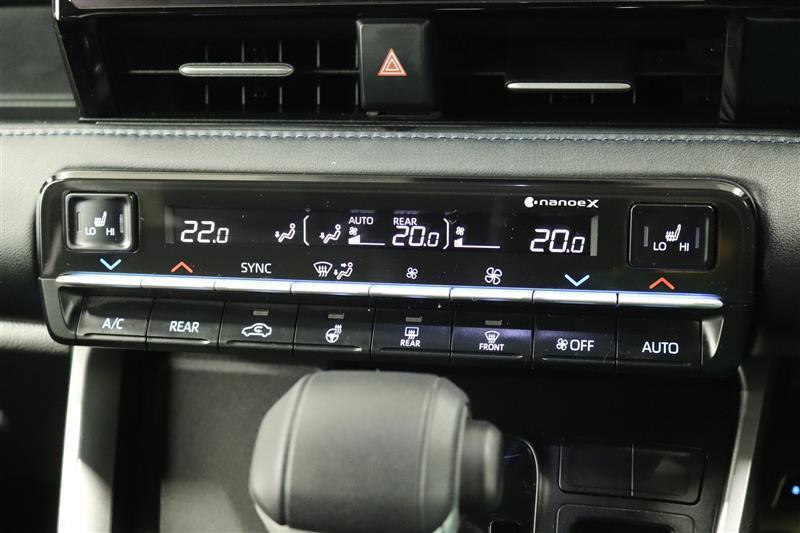 nanoeX
LO HI
22.0
AUTO REAR
20.0
20.0
LO HI
SYNC
A/C
REAR
REAR
FRONT
OFF
AUTO